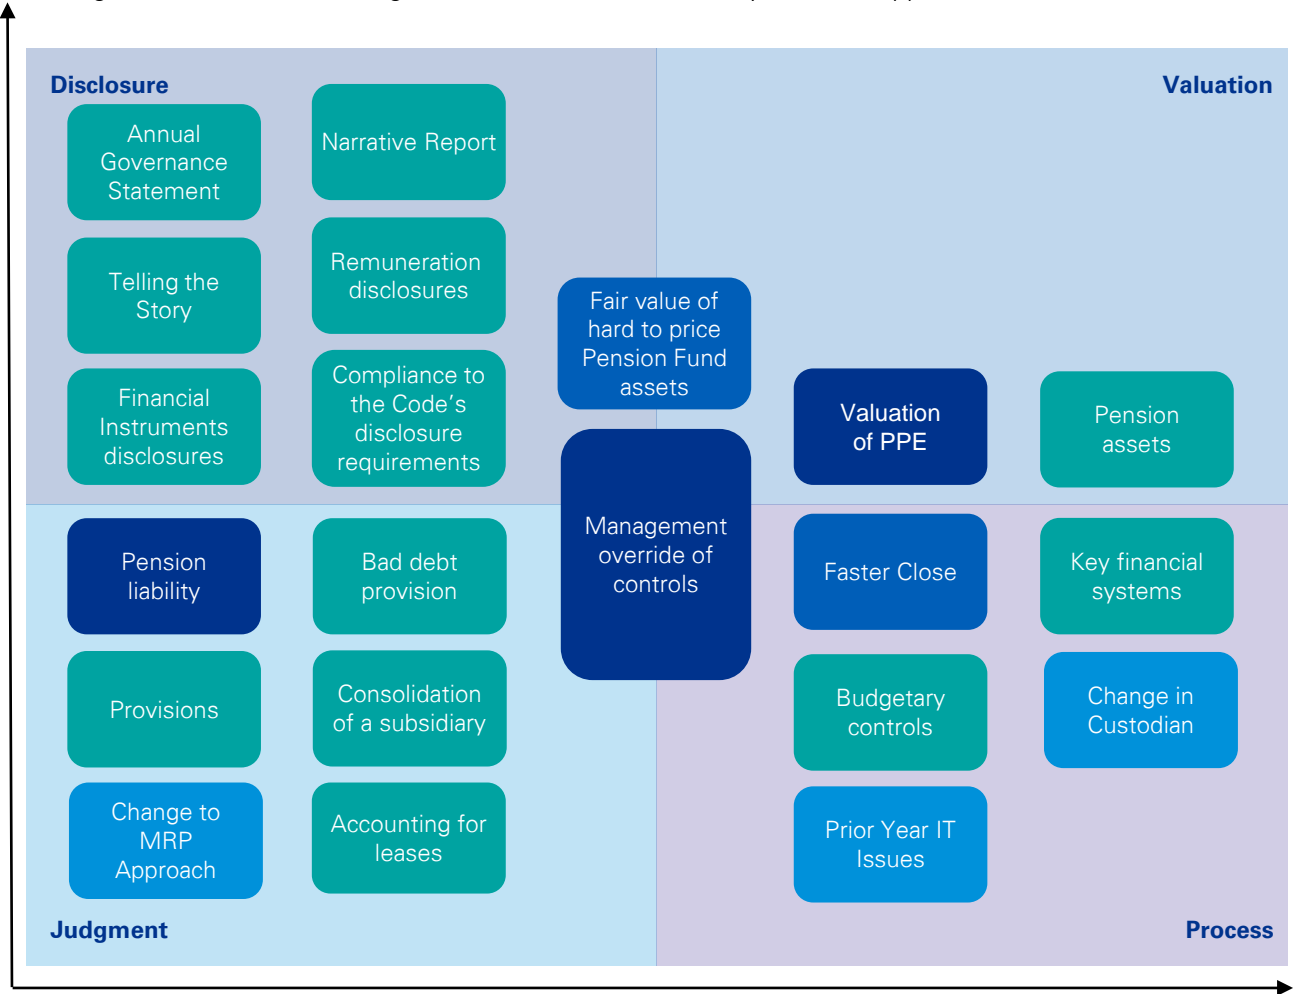 Disclosure
Valuation
Annual
Governance
Statement
Narrative Report
Telling the
Story
Remuneration
disclosures
Financial
Instruments
disclosures
Compliance to
the Code's
disclosure
requirements
Fair value of
hard to price
Pension Fund
assets
Valuation
of PPE
Pension
assets
Management
override of
controls
Pension
liability
Bad debt
provision
Provisions
Consolidation
of a subsidiary
Change to
MRP
Approach
Accounting for
leases
Faster Close
Key financial
systems
Budgetary
controls
Change in
Custodian
Prior Year IT
Issues
Judgment
Process